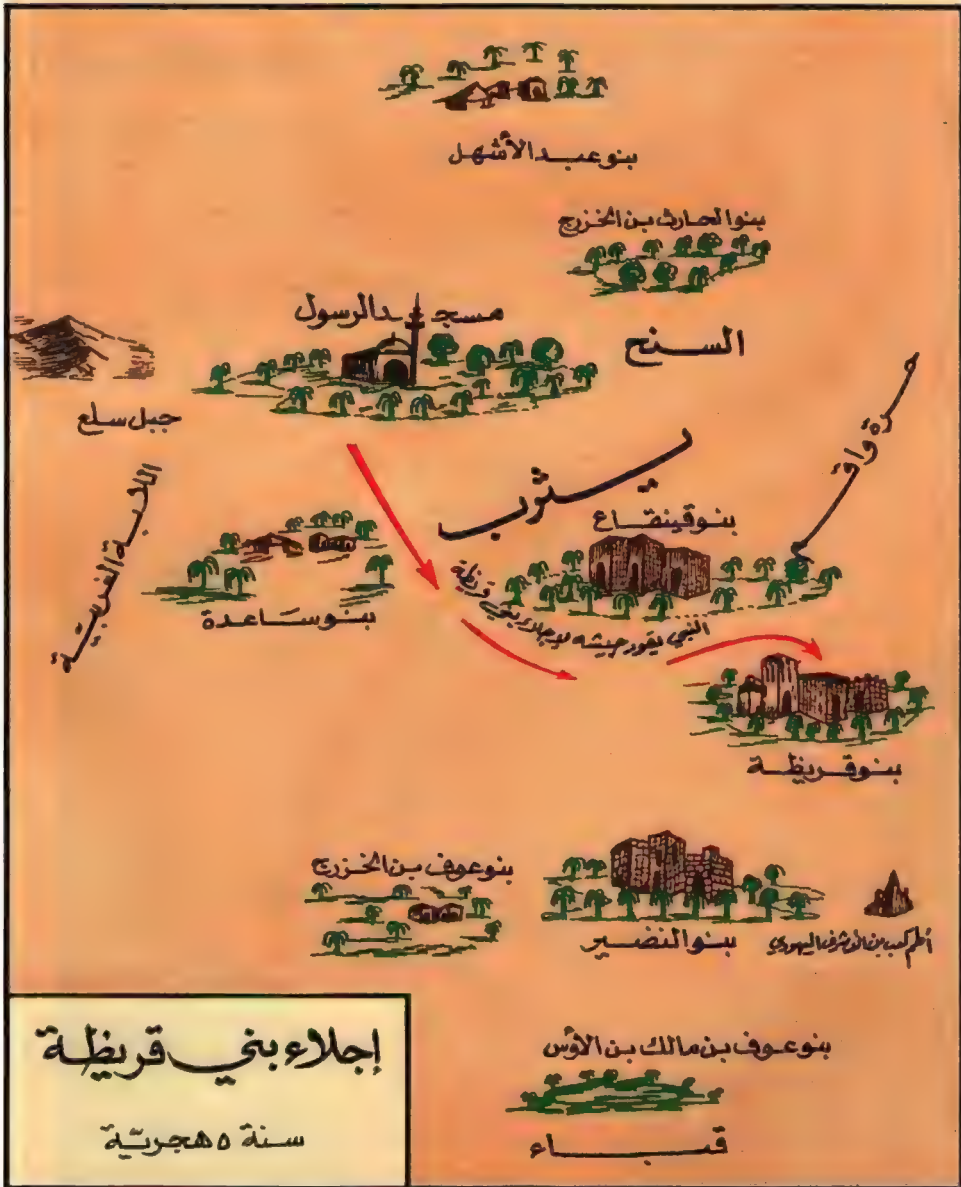 بنو عبد الأشهل
بنو الحارث بن الخزرج
مسجد الرسول
السنح
جبل سلع
حرة واقم
يثرب
اللابة الغربيّة
بنو قينقاع
بنو ساعدة
النبي يقود جيشه لإجلاء بني قريظة
بنو قريظة
بنو عوف بن الخزرج
بنو النضير
أطم كعب بن الأشرف اليهودي
بنو عوف بن مالك بن الأوس
قباء
إجلاء بني قريظة
سنة ٥ هجريّة